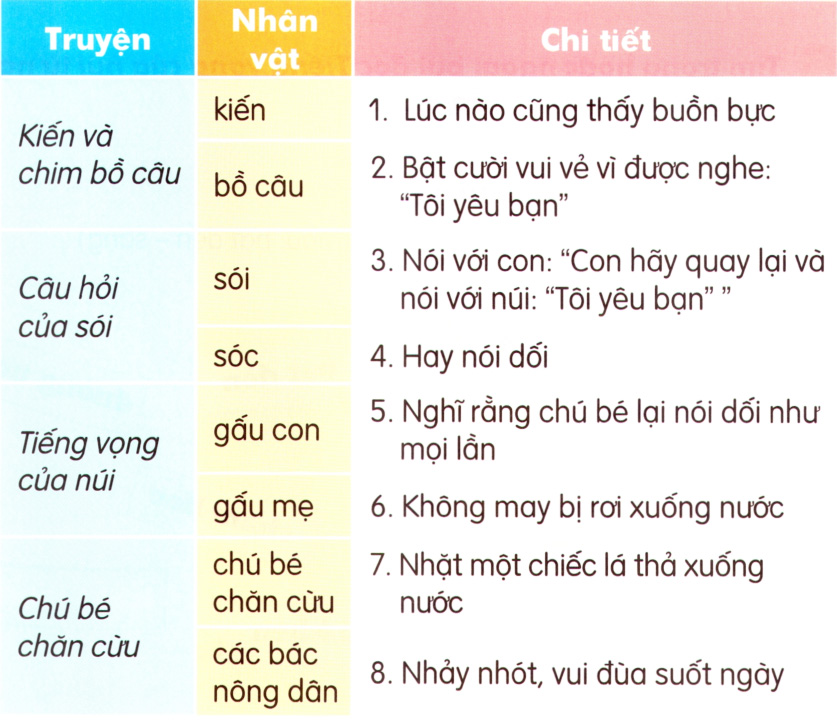 Truyện
Nhân
vật
Chi tiết
Kiến và
chim bồ câu
kiến
1. Lúc nào cũng thấy buồn bực
bồ câu
2. Bật cười vui vẻ vì được nghe:
“Tôi yêu bạn”
Câu hỏi
của sói
sói
3. Nói với con: “Con hãy quay lại và
nói với núi: “Tôi yêu bạn” ”
sóc
4. Hay nói dối
Tiếng vọng
của núi
gấu con
5. Nghĩ rằng chú bé lại nói dối như
mọi lần
gấu mẹ
6. Không may bị rơi xuống nước
Chú bé
chăn cừu
chú bé
chăn cừu
7. Nhặt một chiếc lá thả xuống
nước
các bác
nông dân
8. Nhảy nhót, vui đùa suốt ngày